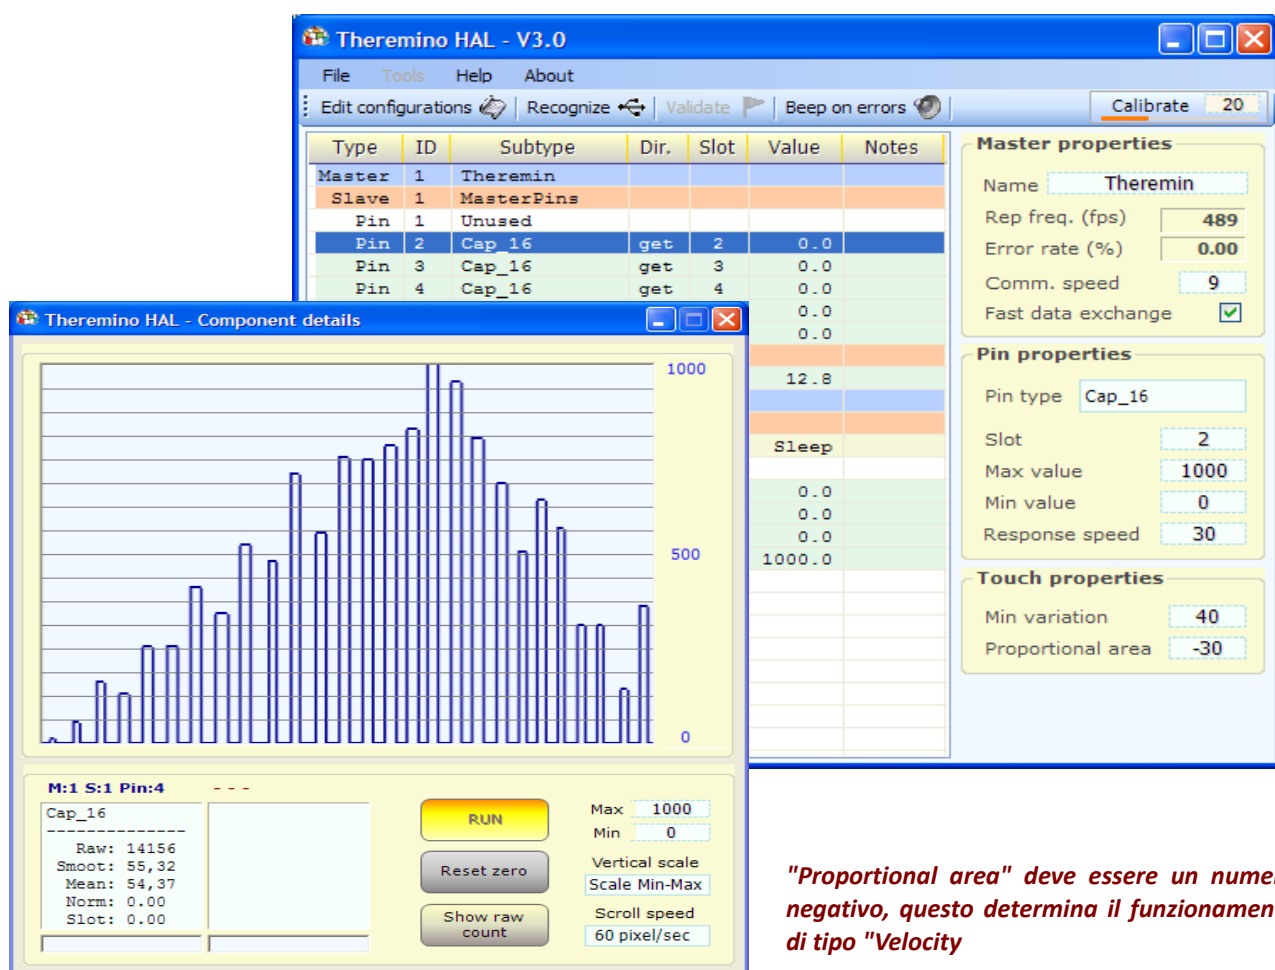 Theremino HAL - V3.0
File Tools Help About
Edit configurations Recognize Validate Beep on errors Calibrate 20
Type ID Subtype Dir. Slot Value Notes
Master 1 Theremin
Slave 1 MasterPins
Pin 1 Unused
Pin 2 Cap_16 get 2 0.0
Pin 3 Cap_16 get 3 0.0
Pin 4 Cap_16 get 4 0.0
0.0
0.0
12.8
Sleep
0.0
0.0
0.0
1000.0
Master properties
Name Theremin
Rep freq. (fps) 489
Error rate (%) 0.00
Comm. speed 9
Fast data exchange
Pin properties
Pin type Cap_16
Slot 2
Max value 1000
Min value 0
Response speed 30
Touch properties
Min variation 40
Proportional area -30
Theremino HAL - Component details
1000
500
0
M:1 S:1 Pin:4 - - -
Cap_16
--------------
Raw: 14156
Smoot: 55,32
Mean: 54,37
Norm: 0.00
Slot: 0.00
RUN
Reset zero
Show raw
count
Max 1000
Min 0
Vertical scale
Scale Min-Max
Scroll speed
60 pixel/sec
"Proportional area" deve essere un numer
negativo, questo determina il funzionamen
di tipo "Velocity